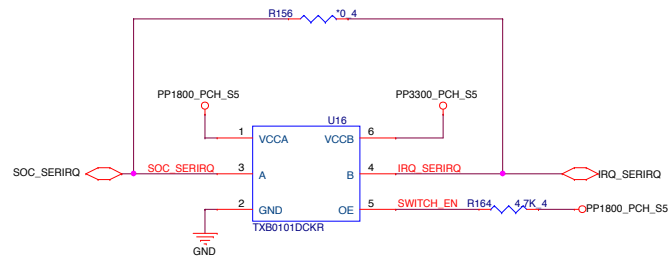 R156 *0_4
PP1800_PCH_S5 PP3300_PCH_S5
U16
1 VCCA VCCB 6
SOC_SERIRQ SOC_SERIRQ 3 A B 4 IRQ_SERIRQ IRQ_SERIRQ
2 GND OE 5 SWITCH_EN R164 4.7K_4 PP1800_PCH_S5
TXB0101DCKR
GND